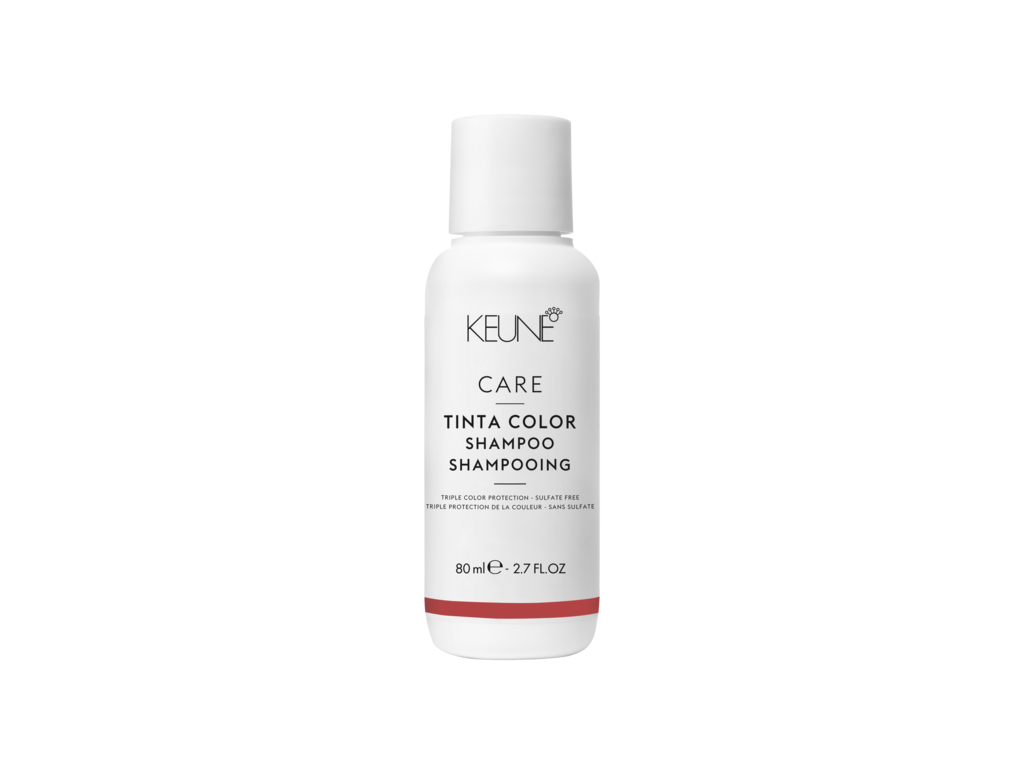 KEUNE
CARE
TINTA COLOR
SHAMPOO
SHAMPOOING
TRIPLE COLOR PROTECTION - SULFATE FREE
TRIPLE PROTECTION DE LA COULEUR - SANS SULFATE
80 ml ℮ - 2.7 FL.OZ